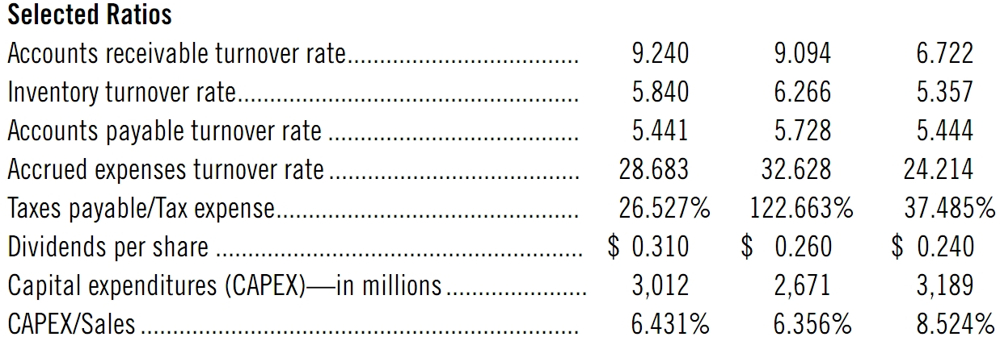 Selected Ratios
Accounts receivable turnover rate.................................... 9.240 9.094 6.722
Inventory turnover rate..................................................... 5.840 6.266 5.357
Accounts payable turnover rate ....................................... 5.441 5.728 5.444
Accrued expenses turnover rate ....................................... 28.683 32.628 24.214
Taxes payable/Tax expense............................................... 26.527% 122.663% 37.485%
Dividends per share ......................................................... $ 0.310 $ 0.260 $ 0.240
Capital expenditures (CAPEX)—in millions ...................... 3,012 2,671 3,189
CAPEX/Sales .................................................................... 6.431% 6.356% 8.524%